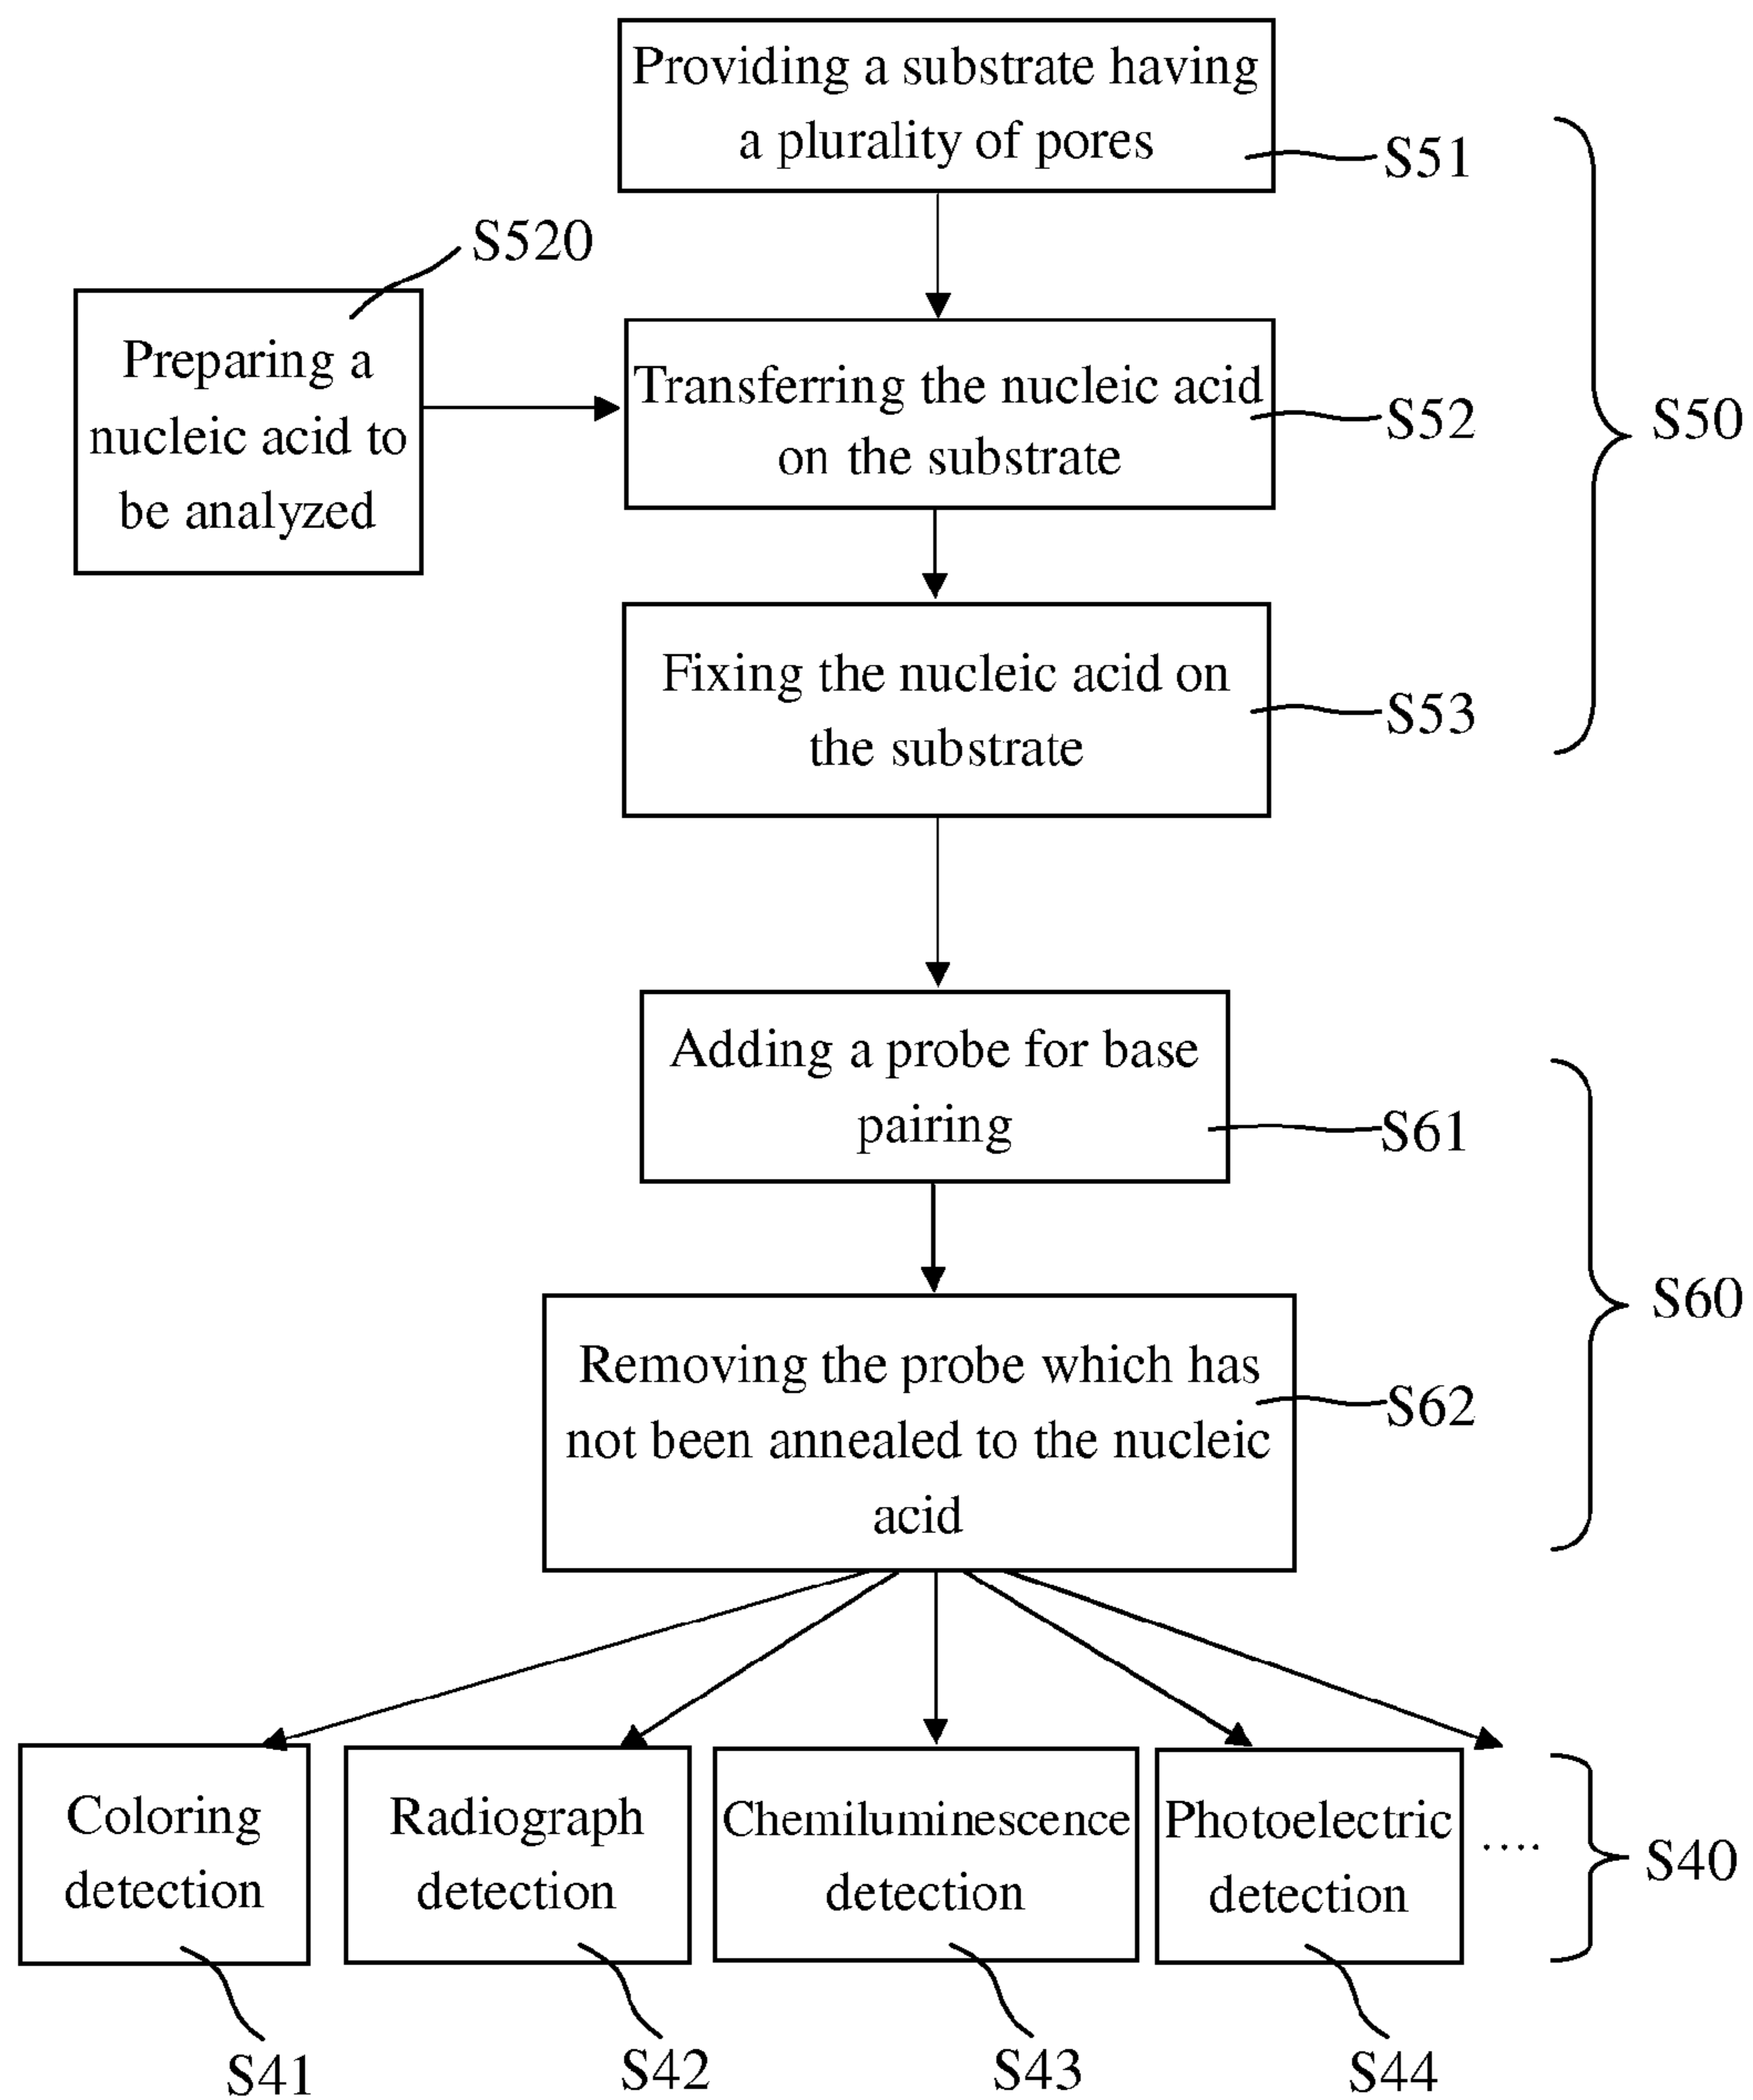 Providing a substrate having
a plurality of pores
S51
S520
Preparing a
nucleic acid to
be analyzed
Transferring the nucleic acid
on the substrate
S52
S50
Fixing the nucleic acid on
the substrate
S53
Adding a probe for base
pairing
S61
S60
Removing the probe which has
not been annealed to the nucleic
acid
S62
Coloring
detection
Radiograph
detection
Chemiluminescence
detection
Photoelectric
detection
....
S40
S41
S42
S43
S44